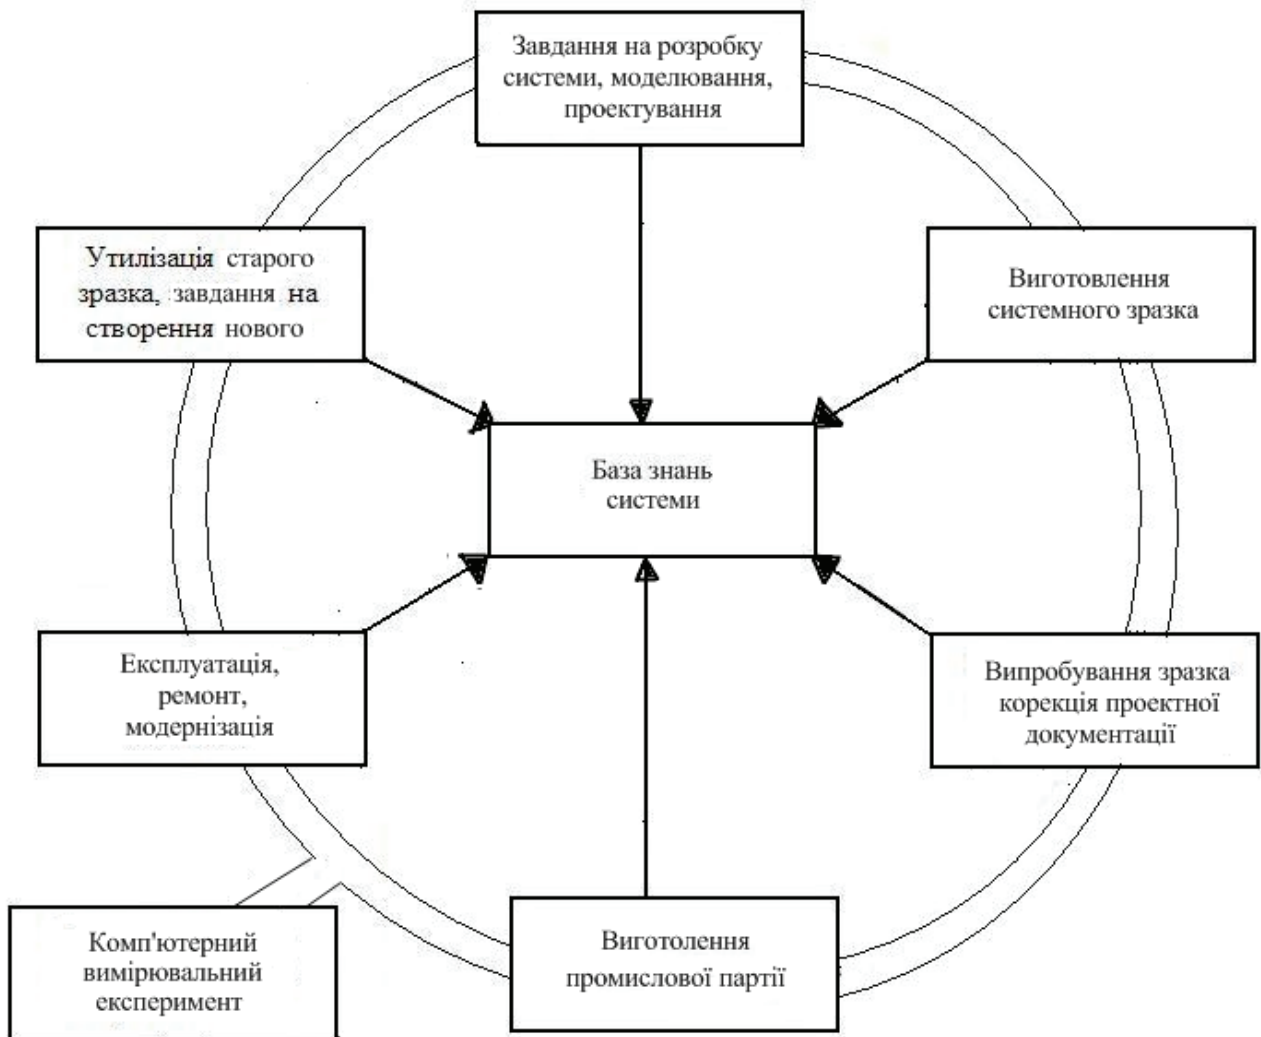 Завдання на розробку
системи, моделювання,
проектування
Утилізація старого
зразка, завдання на
створення нового
Виготовлення
системного зразка
База знань
системи
Експлуатація,
ремонт,
модернізація
Випробування зразка
корекція проектної
документації
Комп'ютерний
вимірювальний
експеримент
Виготолення
промислової партії